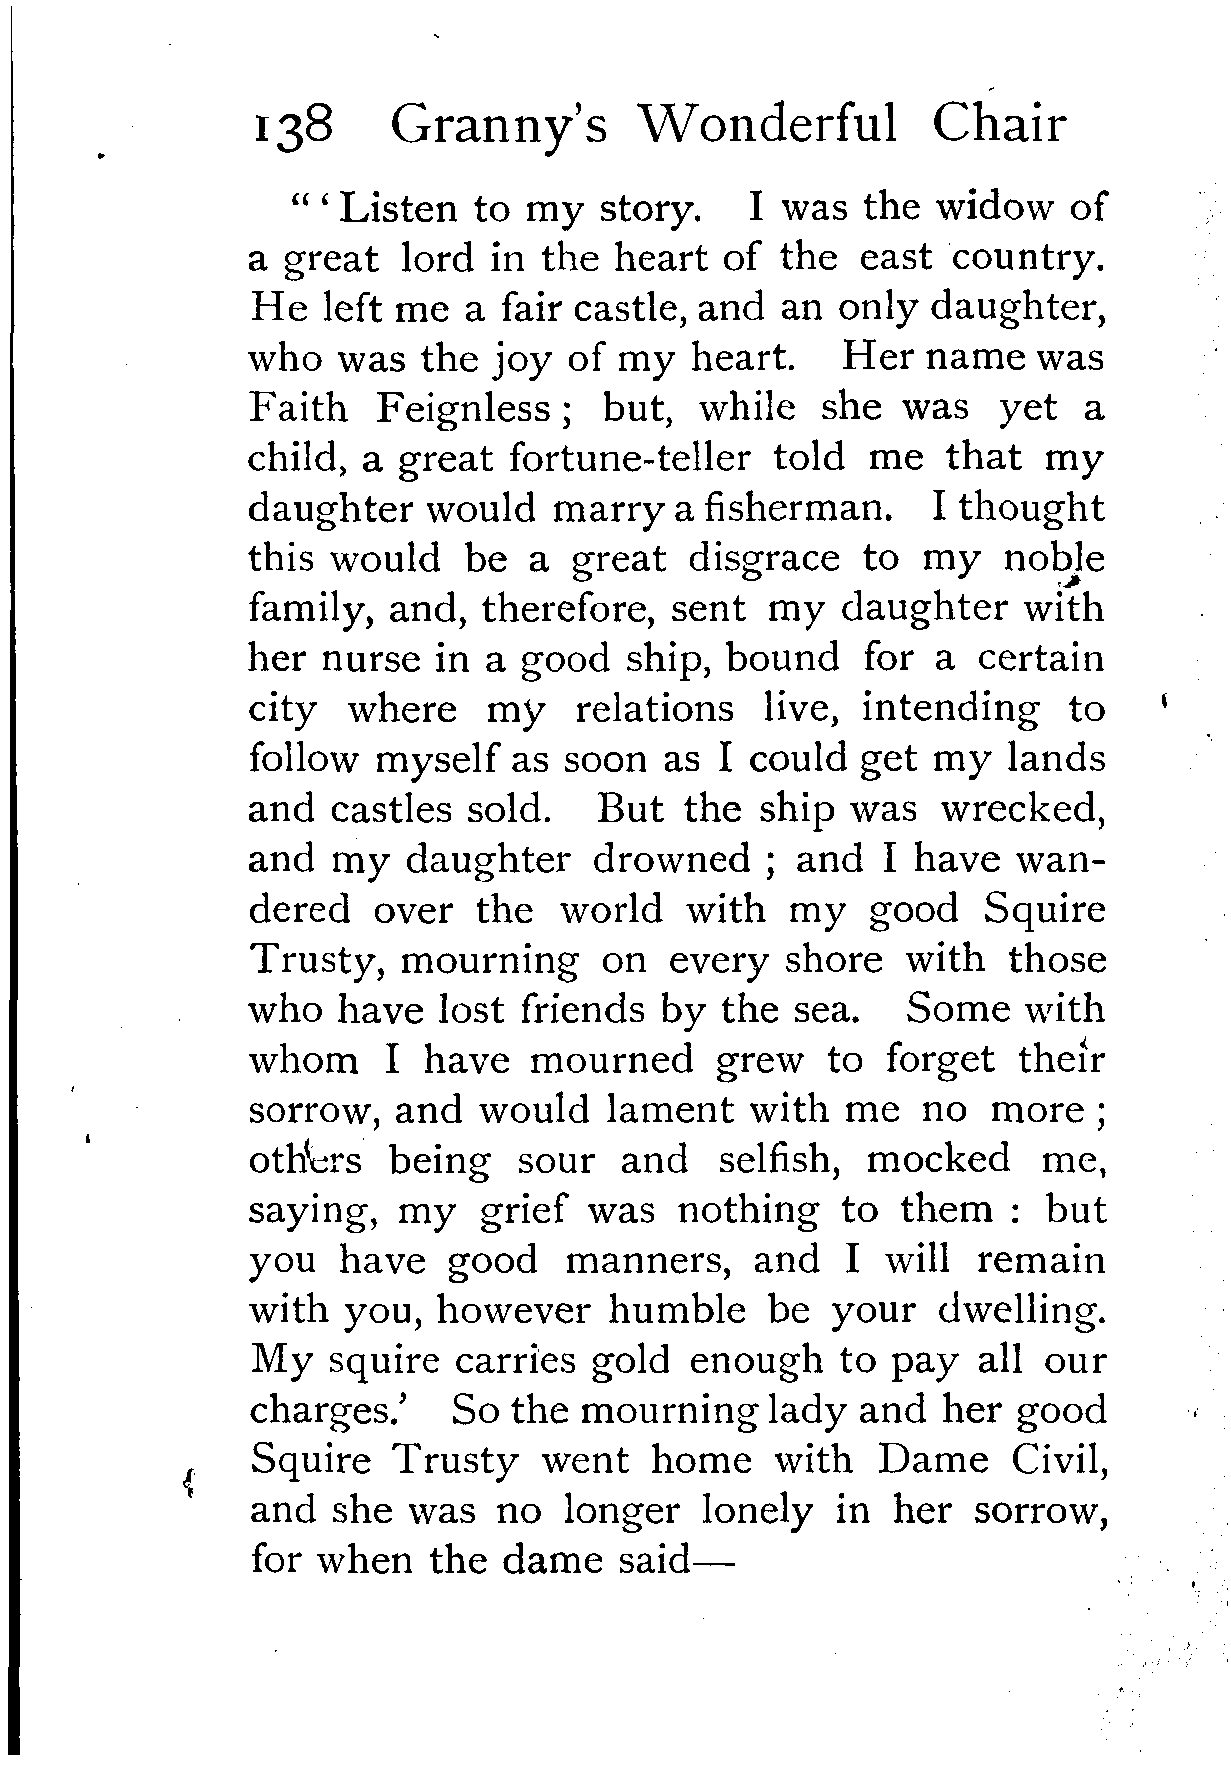 138 Granny's Wonderful Chair
" ' Listen to my story. I was the widow of
a great lord in the heart of the east country.
He left me a fair castle, and an only daughter,
who was the joy of my heart. Her name was
Faith Feignless ; but, while she was yet a
child, a great fortune-teller told me that my
daughter would marry a fisherman. I thought
this would be a great disgrace to my noble
family, and, therefore, sent my daughter with
her nurse in a good ship, bound for a certain
city where my relations live, intending to
follow myself as soon as I could get my lands
and castles sold. But the ship was wrecked,
and my daughter drowned ; and I have wan-
dered over the world with my good Squire
Trusty, mourning on every shore with those
who have lost friends by the sea. Some with
whom I have mourned grew to forget their
sorrow, and would lament with me no more ;
others being sour and selfish, mocked me,
saying, my grief was nothing to them : but
you have good manners, and I will remain
with you, however humble be your dwelling.
My squire carries gold enough to pay all our
charges.' So the mourning lady and her good
Squire Trusty went home with Dame Civil,
and she was no longer lonely in her sorrow,
for when the dame said—